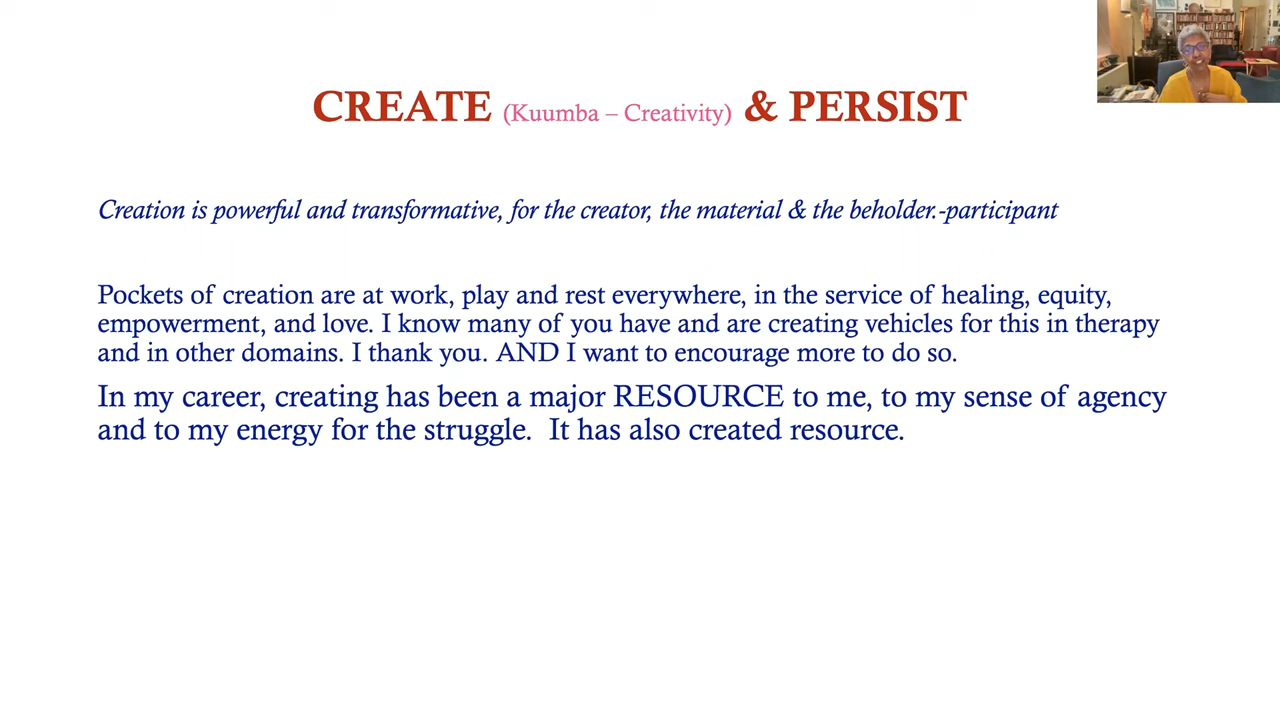 CREATE (Kuumba – Creativity) & PERSIST
Creation is powerful and transformative, for the creator, the material & the beholder.-participant
Pockets of creation are at work, play and rest everywhere, in the service of healing, equity,
empowerment, and love. I know many of you have and are creating vehicles for this in therapy
and in other domains. I thank you. AND I want to encourage more to do so.
In my career, creating has been a major RESOURCE to me, to my sense of agency
and to my energy for the struggle.  It has also created resource.